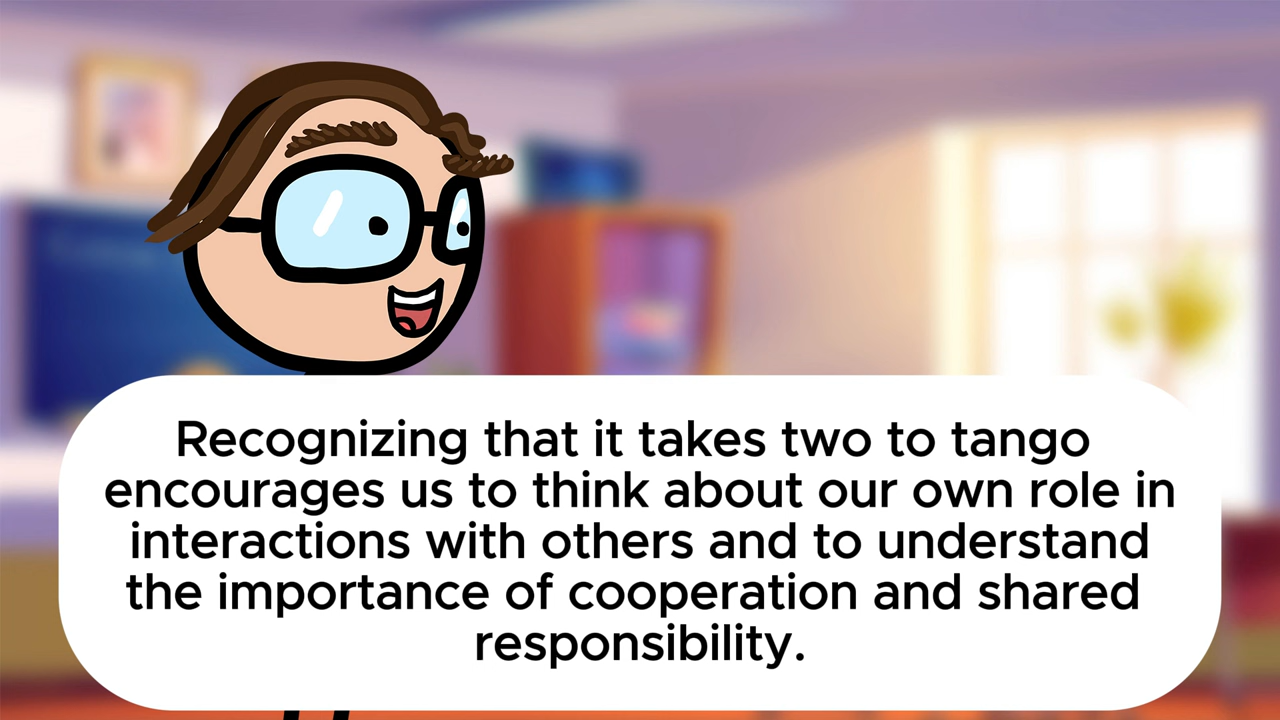 Recognizing that it takes two to tango
encourages us to think about our own role in
interactions with others and to understand
the importance of cooperation and shared
responsibility.